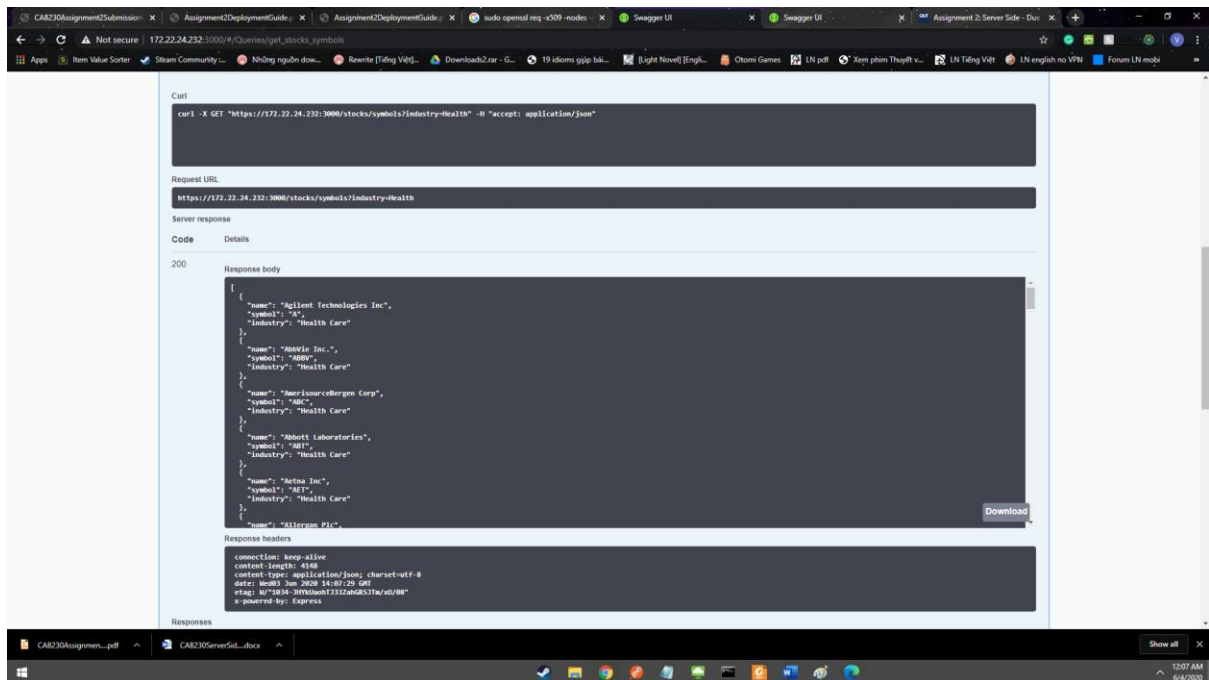 CAB230Assignment2Submission
Assignment2DeploymentGuide.
Assignment2DeploymentGuide.
sudo openssl req -x509 -nodes -
Swagger UI
Swagger UI
Assignment 2: Server Side - Due
Not secure
172.22.24.232:3000/#/Queries/get_stocks_symbols
Apps
Item Value Sorter
Steam Community :...
Những nguồn dow...
Rewrite [Tiếng Việt]...
Downloads2.rar - G...
19 idioms giúp bài...
[Light Novel] [Engli...
Otomi Games
LN pdf
Xem phim Thuyết v...
LN Tiếng Việt
LN english no VPN
Forum LN mobi
»
Curl
curl -X GET "https://172.22.24.232:3000/stocks/symbols?industry=Health" -H "accept: application/json"
Request URL
https://172.22.24.232:3000/stocks/symbols?industry=Health
Server response
Code Details
200
Response body
[
{
"name": "Agilent Technologies Inc",
"symbol": "A",
"industry": "Health Care"
},
{
"name": "AbbVie Inc.",
"symbol": "ABBV",
"industry": "Health Care"
},
{
"name": "AmerisourceBergen Corp",
"symbol": "ABC",
"industry": "Health Care"
},
{
"name": "Abbott Laboratories",
"symbol": "ABT",
"industry": "Health Care"
},
{
"name": "Aetna Inc",
"symbol": "AET",
"industry": "Health Care"
},
{
"name": "Allergan Plc",
Download
Response headers
connection: keep-alive
content-length: 4148
content-type: application/json; charset=utf-8
date: Wed03 Jun 2020 14:07:29 GMT
x-powered-by: Express
Responses
CAB230Assignmen....pdf
CAB230ServerSid....docx
Show all
12:07 AM
6/4/2020